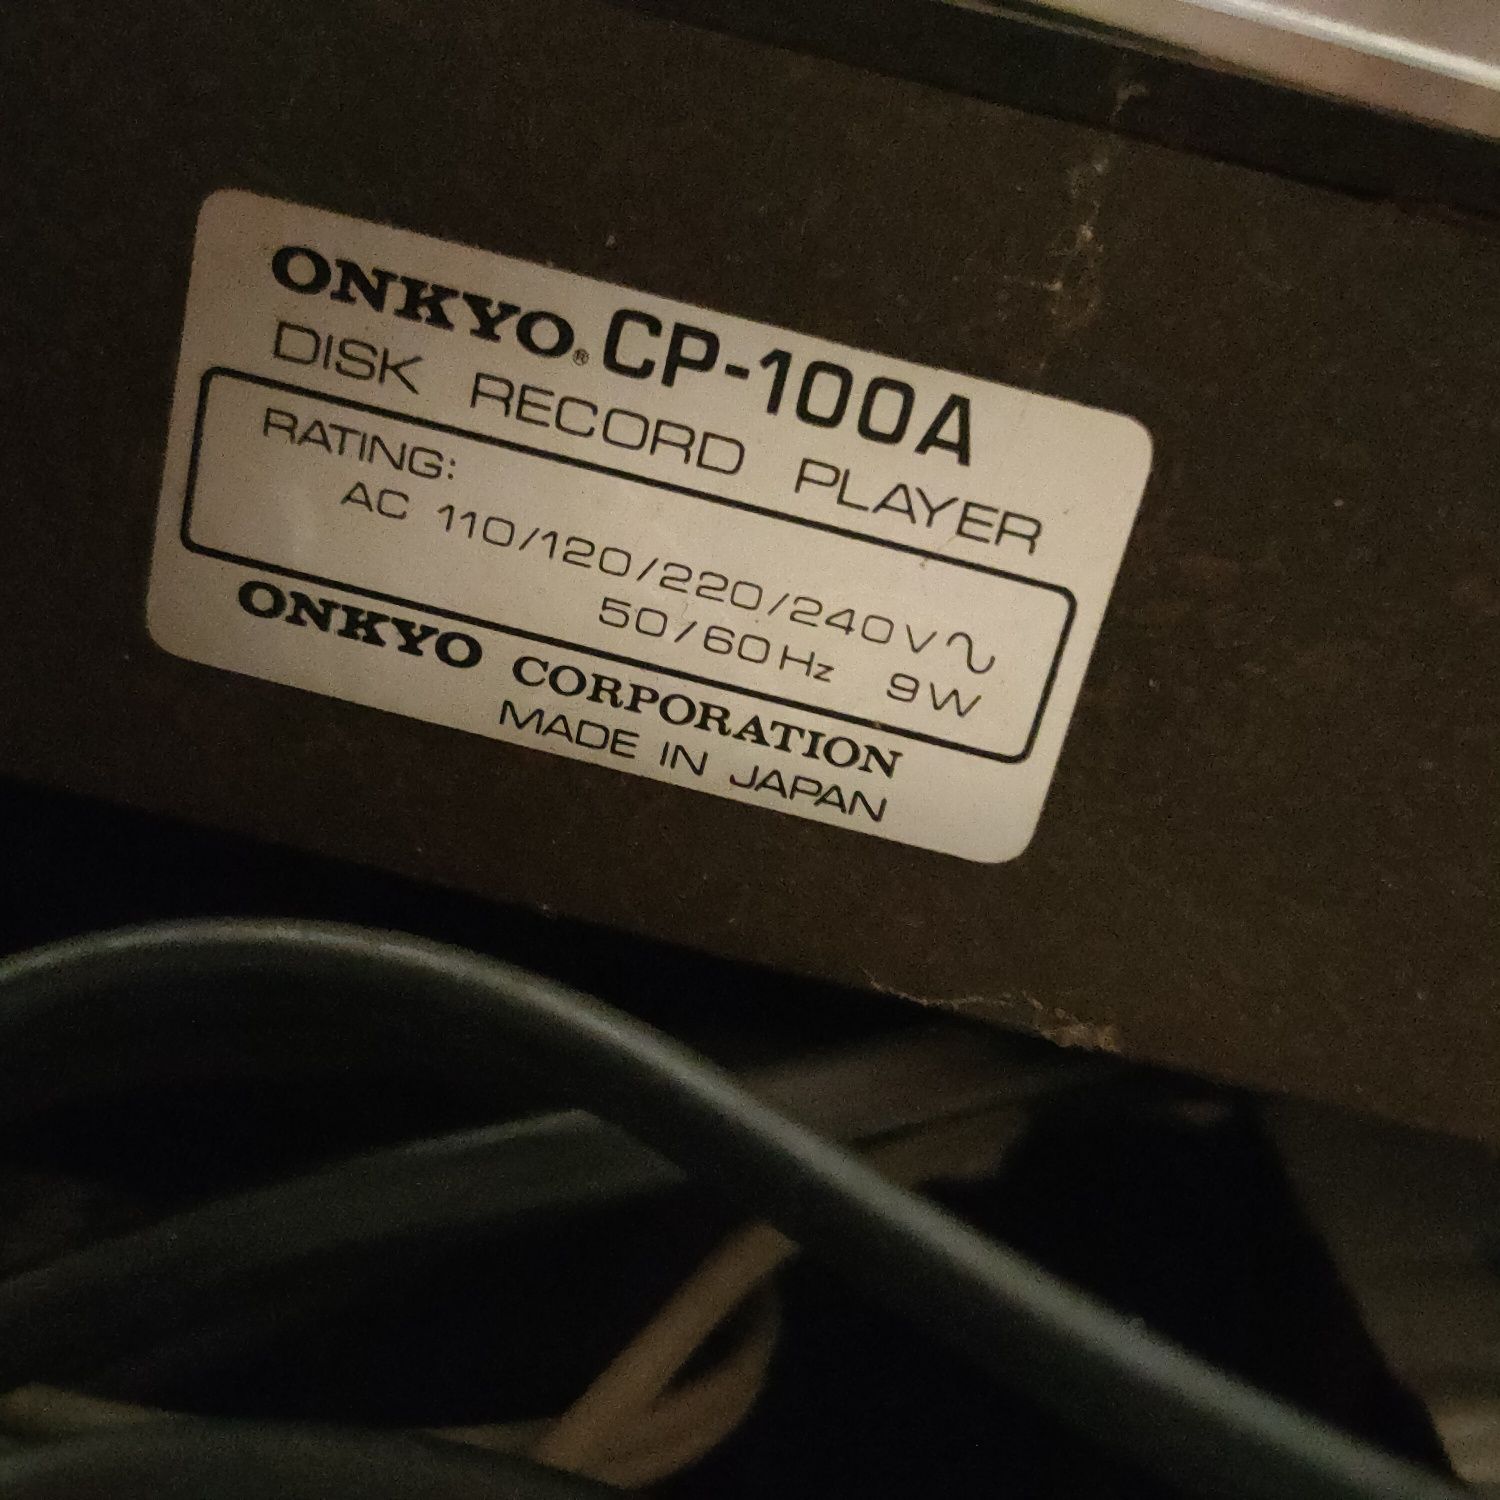 ONKYO® CP-100A
DISK RECORD PLAYER
RATING:
AC 110/120/220/240V∿
50/60Hz 9W
ONKYO CORPORATION
MADE IN JAPAN